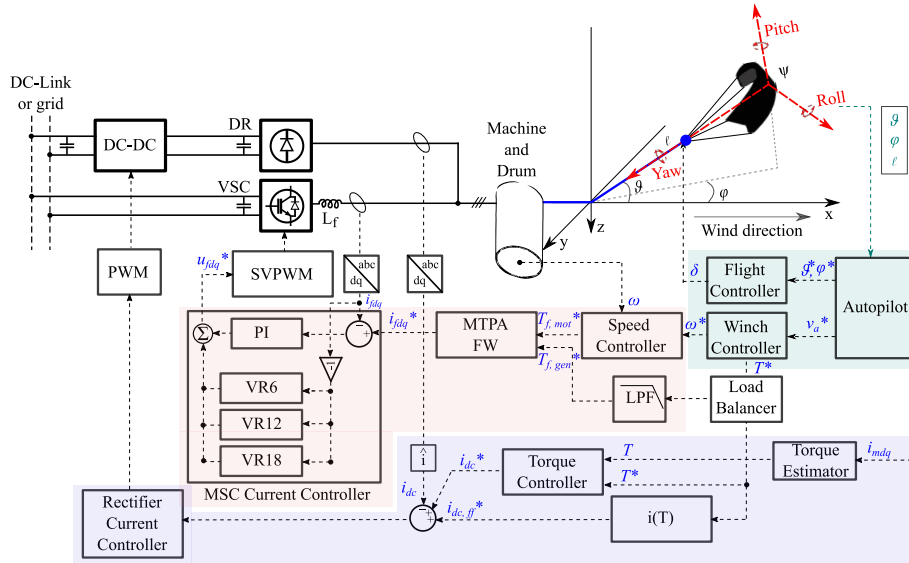 Pitch
ψ
Roll
DC-Link
or grid
DR
DC-DC
Machine
and
Drum
ϑ
φ
ℓ
ℓ
Yaw
ϑ
φ
VSC
L_f
x
y
z
Wind direction
PWM
u_fdq*
SVPWM
abc
dq
abc
dq
i_fdq
ω
δ
Flight
Controller
ϑ,* φ*
Autopilot
Σ
PI
− +
i_fdq*
MTPA
FW
T_f, mot*
T_f, gen*
Speed
Controller
ω*
Winch
Controller
v_a*
T*
-1
VR6
VR12
VR18
MSC Current Controller
LPF
Load
Balancer
î
i_dc
i_dc*
Torque
Controller
T
T*
Torque
Estimator
i_mdq
Rectifier
Current
Controller
− + +
i_dc, ff*
i(T)